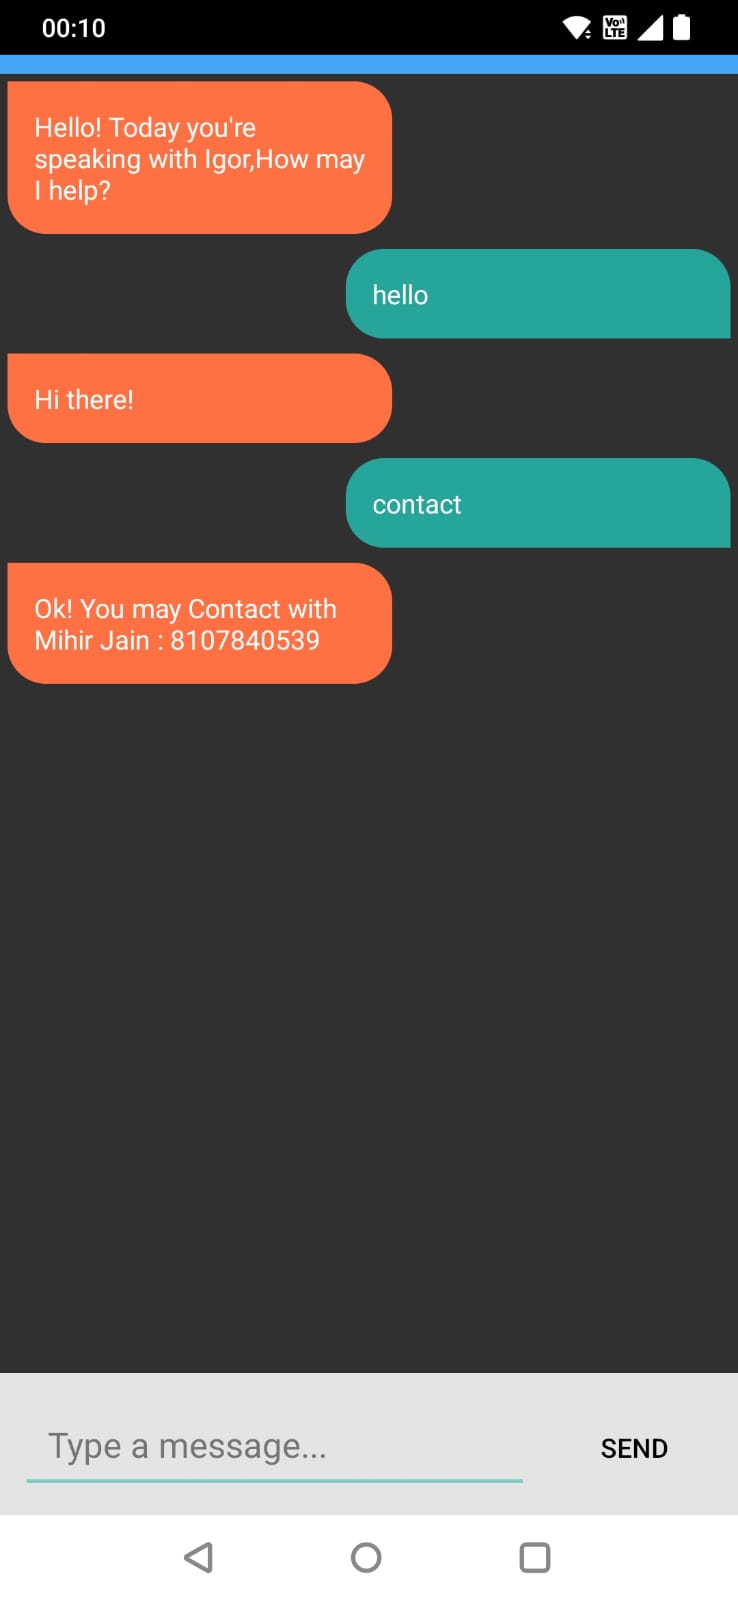 00:10
Vo))
LTE
Hello! Today you're
speaking with Igor,How may
I help?
hello
Hi there!
contact
Ok! You may Contact with
Mihir Jain : 8107840539
Type a message...
SEND